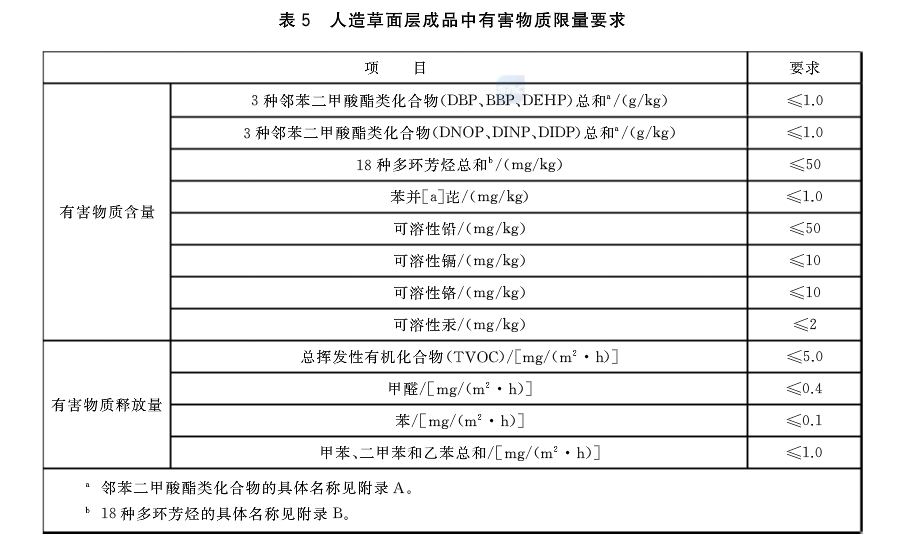 表 5 人造草面层成品中有害物质限量要求
项 目 要求
有害物质含量
3 种邻苯二甲酸酯类化合物(DBP、BBP、DEHP)总和ᵃ/(g/kg) ≤1.0
3 种邻苯二甲酸酯类化合物(DNOP、DINP、DIDP)总和ᵃ/(g/kg) ≤1.0
18 种多环芳烃总和ᵇ/(mg/kg) ≤50
苯并[a]芘/(mg/kg) ≤1.0
可溶性铅/(mg/kg) ≤50
可溶性镉/(mg/kg) ≤10
可溶性铬/(mg/kg) ≤10
可溶性汞/(mg/kg) ≤2
有害物质释放量
总挥发性有机化合物(TVOC)/[mg/(m²·h)] ≤5.0
甲醛/[mg/(m²·h)] ≤0.4
苯/[mg/(m²·h)] ≤0.1
甲苯、二甲苯和乙苯总和/[mg/(m²·h)] ≤1.0
ᵃ 邻苯二甲酸酯类化合物的具体名称见附录 A。
ᵇ 18 种多环芳烃的具体名称见附录 B。